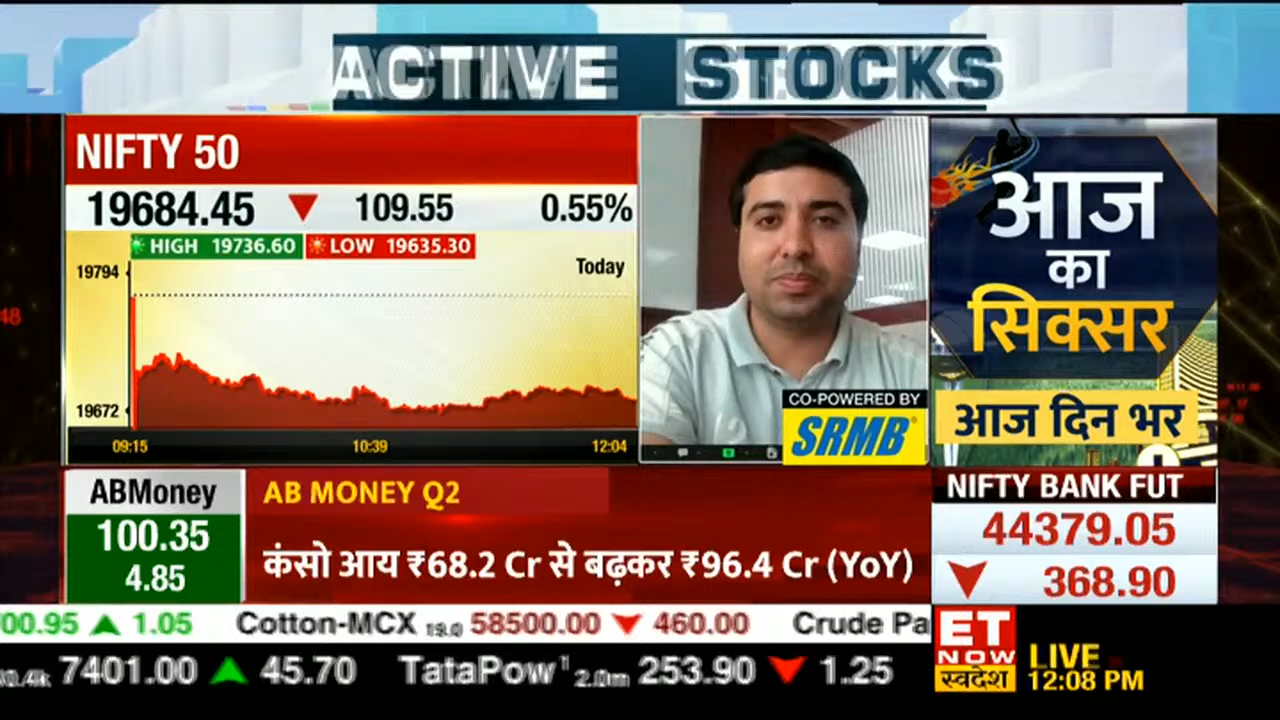 ACTIVE STOCKS
NIFTY 50
19684.45 ▼ 109.55 0.55%
HIGH 19736.60 LOW 19635.30
Today
19794
19672
09:15 10:39 12:04
CO-POWERED BY
SRMB
आज
का
सिक्सर
आज दिन भर
ABMoney
100.35
4.85
AB MONEY Q2
कंसो आय ₹68.2 Cr से बढ़कर ₹96.4 Cr (YoY)
NIFTY BANK FUT
44379.05
▼ 368.90
00.95 ▲ 1.05 Cotton-MCX 58500.00 ▼ 460.00 Crude Pa
7401.00 ▲ 45.70 TataPow 2.0m 253.90 ▼ 1.25
ET
NOW
स्वदेश
LIVE
12:08 PM